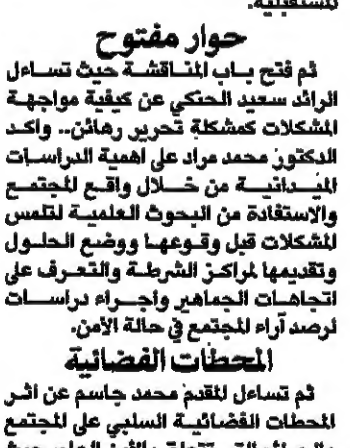 المستقبلية.
حوار مفتوح
ثم فتح باب المناقشة حيث تساءل
الرائد سعيد الحنكي عن كيفية مواجهة
المشكلات كمشكلة تحرير رهائن.. واكد
الدكتور محمد مراد على اهمية الدراسات
الميدانية من خلال واقع المجتمع
والاستفادة من البحوث العلمية لتلمس
المشكلات قبل وقوعها ووضع الحلول
وتقديمها لمراكز الشرطة والتعرف على
اتجاهات الجماهير واجراء دراسات
لرصد آراء المجتمع في حالة الأمن.
المحطات الفضائية
ثم تساءل المقدم محمد جاسم عن اثر
المحطات الفضائية السلبي على المجتمع